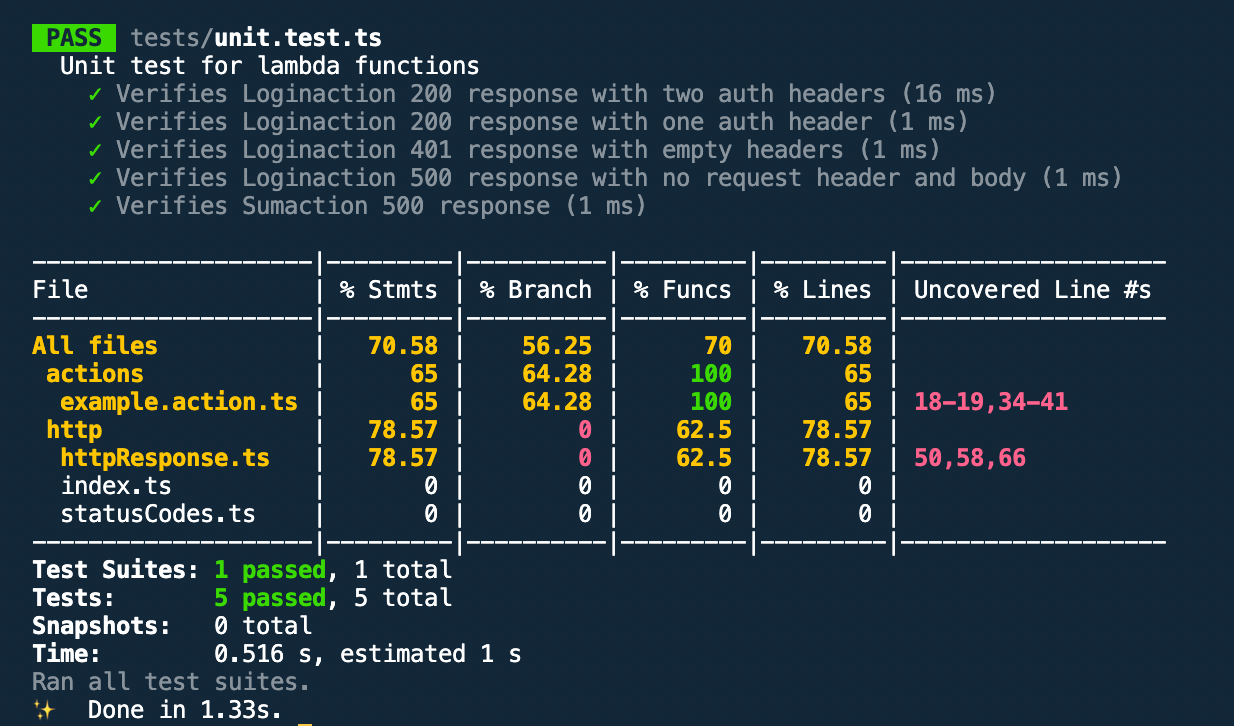 PASS tests/unit.test.ts
Unit test for lambda functions
✓ Verifies Loginaction 200 response with two auth headers (16 ms)
✓ Verifies Loginaction 200 response with one auth header (1 ms)
✓ Verifies Loginaction 401 response with empty headers (1 ms)
✓ Verifies Loginaction 500 response with no request header and body (1 ms)
✓ Verifies Sumaction 500 response (1 ms)
--------------------|---------|----------|---------|---------|-------------------
File | % Stmts | % Branch | % Funcs | % Lines | Uncovered Line #s
--------------------|---------|----------|---------|---------|-------------------
All files | 70.58 | 56.25 | 70 | 70.58 |
actions | 65 | 64.28 | 100 | 65 |
example.action.ts | 65 | 64.28 | 100 | 65 | 18-19,34-41
http | 78.57 | 0 | 62.5 | 78.57 |
httpResponse.ts | 78.57 | 0 | 62.5 | 78.57 | 50,58,66
index.ts | 0 | 0 | 0 | 0 |
statusCodes.ts | 0 | 0 | 0 | 0 |
--------------------|---------|----------|---------|---------|-------------------
Test Suites: 1 passed, 1 total
Tests: 5 passed, 5 total
Snapshots: 0 total
Time: 0.516 s, estimated 1 s
Ran all test suites.
✨ Done in 1.33s.